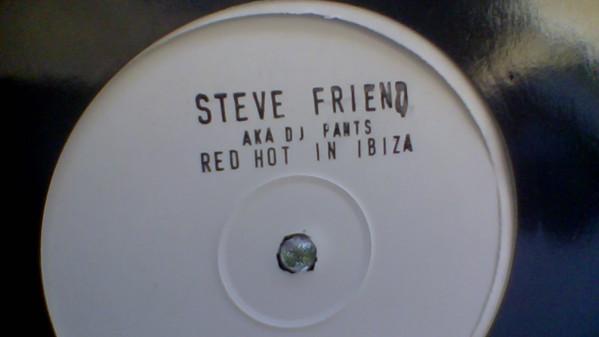 STEVE FRIEND
AKA DJ PANTS
RED HOT IN IBIZA